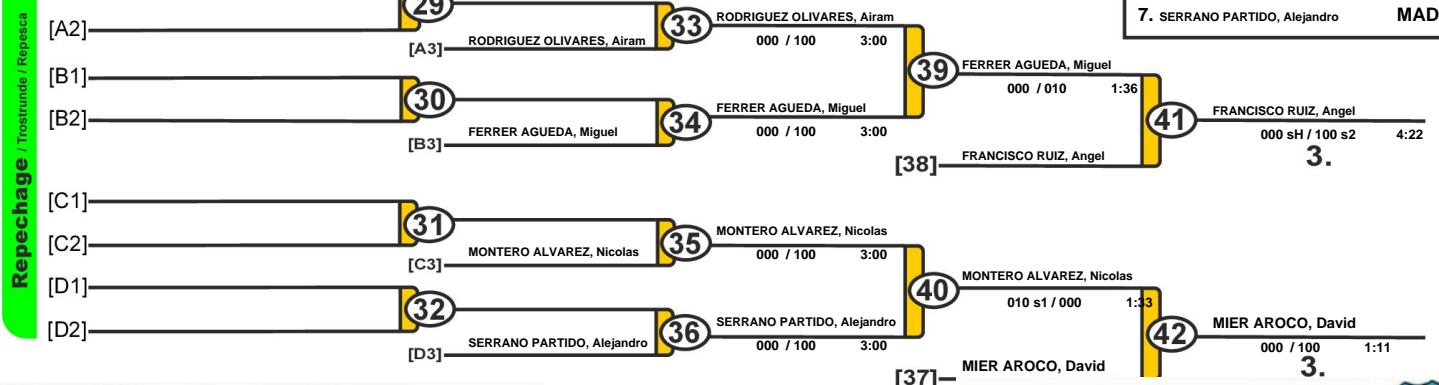 Repechage / Trostrunde / Repesca
[A2]
29
[A3]
RODRIGUEZ OLIVARES, Airam
33
RODRIGUEZ OLIVARES, Airam
000 / 100 3:00
7. SERRANO PARTIDO, Alejandro MAD
[B1]
[B2]
30
[B3]
FERRER AGUEDA, Miguel
34
FERRER AGUEDA, Miguel
000 / 100 3:00
39
FERRER AGUEDA, Miguel
000 / 010 1:36
[38]
FRANCISCO RUIZ, Angel
41
FRANCISCO RUIZ, Angel
000 sH / 100 s2 4:22
3.
[C1]
[C2]
31
[C3]
MONTERO ALVAREZ, Nicolas
35
MONTERO ALVAREZ, Nicolas
000 / 100 3:00
[D1]
[D2]
32
[D3]
SERRANO PARTIDO, Alejandro
36
SERRANO PARTIDO, Alejandro
000 / 100 3:00
40
MONTERO ALVAREZ, Nicolas
010 s1 / 000 1:33
[37]
MIER AROCO, David
42
MIER AROCO, David
000 / 100 1:11
3.